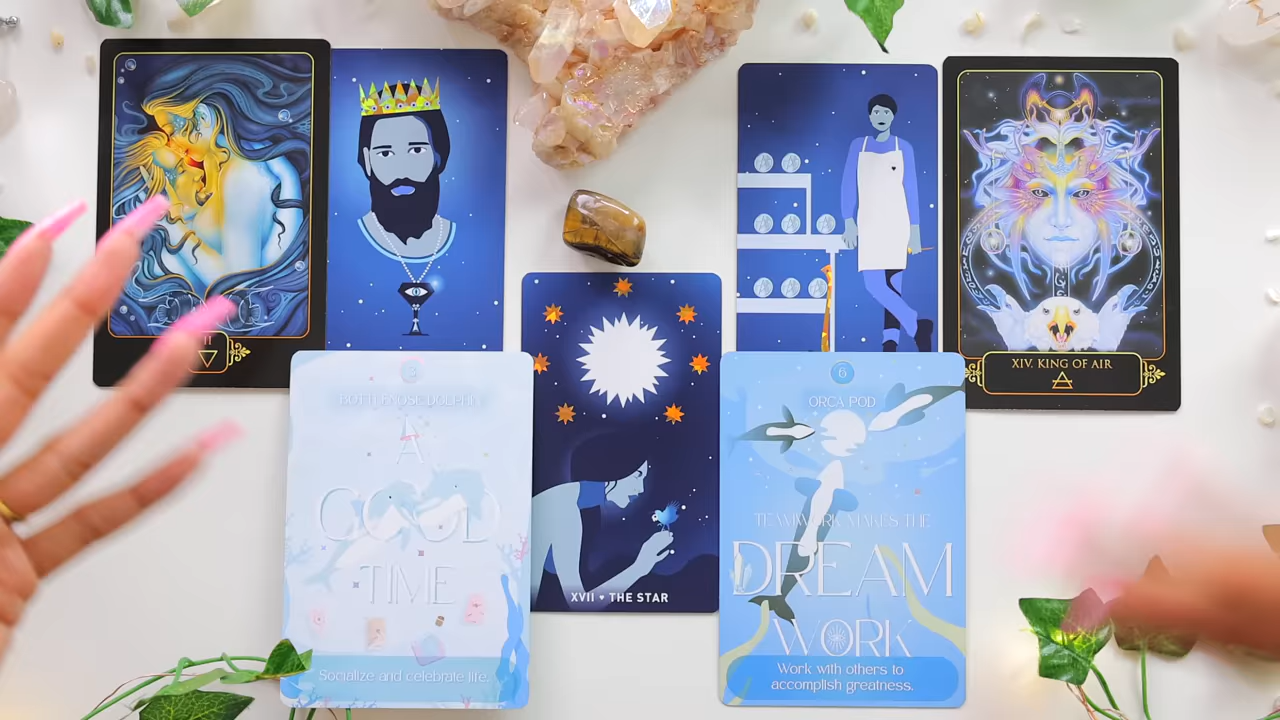 XIV. KING OF AIR
3
BOTTLENOSE DOLPHIN
A
GOOD
TIME
Socialize and celebrate life.
XVII ♥ THE STAR
6
ORCA POD
TEAMWORK MAKES THE
DREAM
WORK
Work with others to
accomplish greatness.